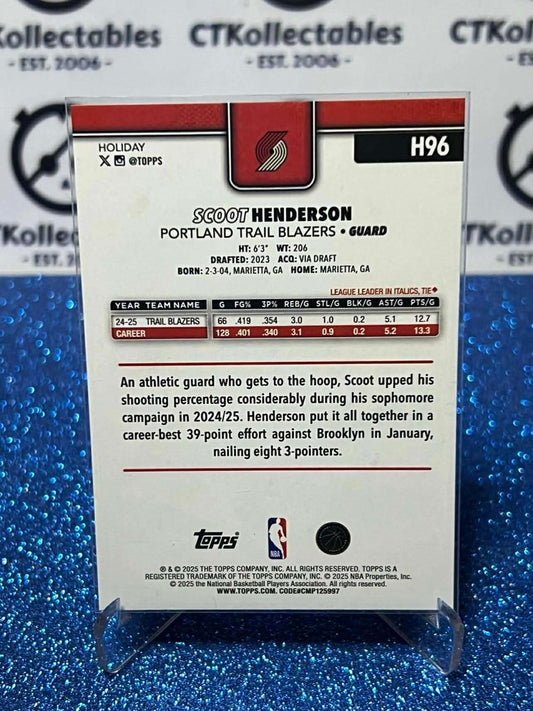 Kollectables
CTKollectables
CTKollectables
EST. 2006 -
- EST. 2006 -
- EST. 2006 -
HOLIDAY
@TOPPS
H96
SCOOT HENDERSON
PORTLAND TRAIL BLAZERS • GUARD
HT: 6'3" WT: 206
DRAFTED: 2023 ACQ: VIA DRAFT
BORN: 2-3-04, MARIETTA, GA HOME: MARIETTA, GA
LEAGUE LEADER IN ITALICS, TIE♦
YEAR TEAM NAME G FG% 3P% REB/G STL/G BLK/G AST/G PTS/G
24-25 TRAIL BLAZERS 66 .419 .354 3.0 1.0 0.2 5.1 12.7
CAREER 128 .401 .340 3.1 0.9 0.2 5.2 13.3
An athletic guard who gets to the hoop, Scoot upped his
shooting percentage considerably during his sophomore
campaign in 2024/25. Henderson put it all together in a
career-best 39-point effort against Brooklyn in January,
nailing eight 3-pointers.
Topps
NBA
® & © 2025 THE TOPPS COMPANY, INC. ALL RIGHTS RESERVED. TOPPS IS A
REGISTERED TRADEMARK OF THE TOPPS COMPANY, INC. © 2025 NBA Properties, Inc.
© 2025 the National Basketball Players Association. All rights reserved.
WWW.TOPPS.COM. CODE#CMP125997